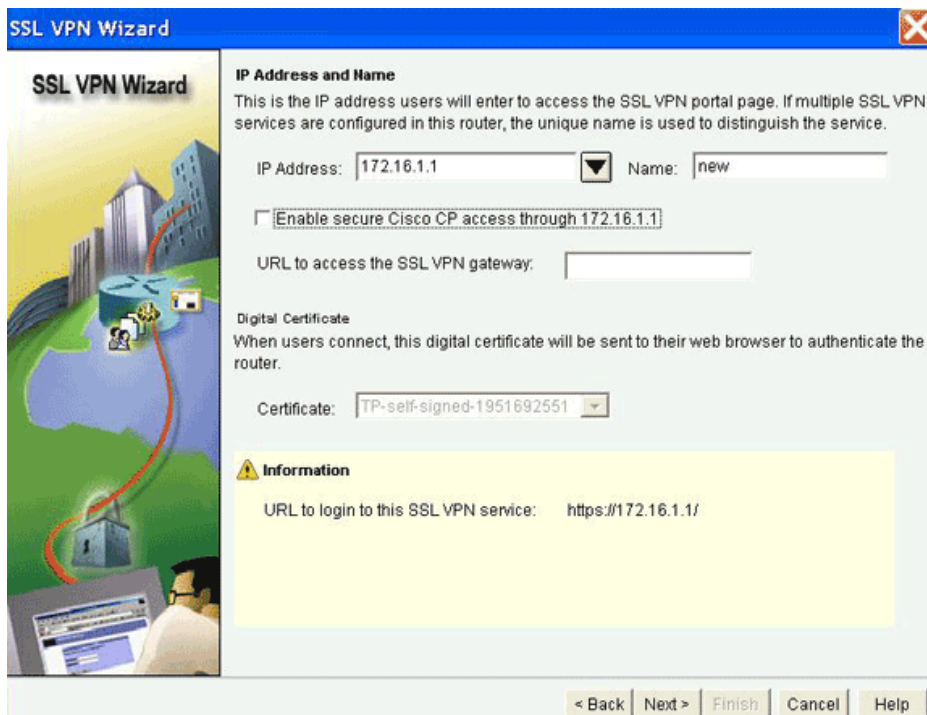 SSL VPN Wizard
SSL VPN Wizard
IP Address and Name
This is the IP address users will enter to access the SSL VPN portal page. If multiple SSL VPN
services are configured in this router, the unique name is used to distinguish the service.
IP Address: 172.16.1.1 Name: new
Enable secure Cisco CP access through 172.16.1.1
URL to access the SSL VPN gateway:
Digital Certificate
When users connect, this digital certificate will be sent to their web browser to authenticate the
router.
Certificate: TP-self-signed-1951692551
Information
URL to login to this SSL VPN service: https://172.16.1.1/
< Back Next > Finish Cancel Help